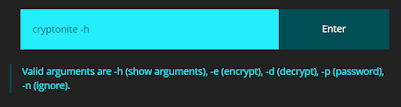 cryptonite -h
Enter
Valid arguments are -h (show arguments), -e (encrypt), -d (decrypt), -p (password),
-n (ignore).